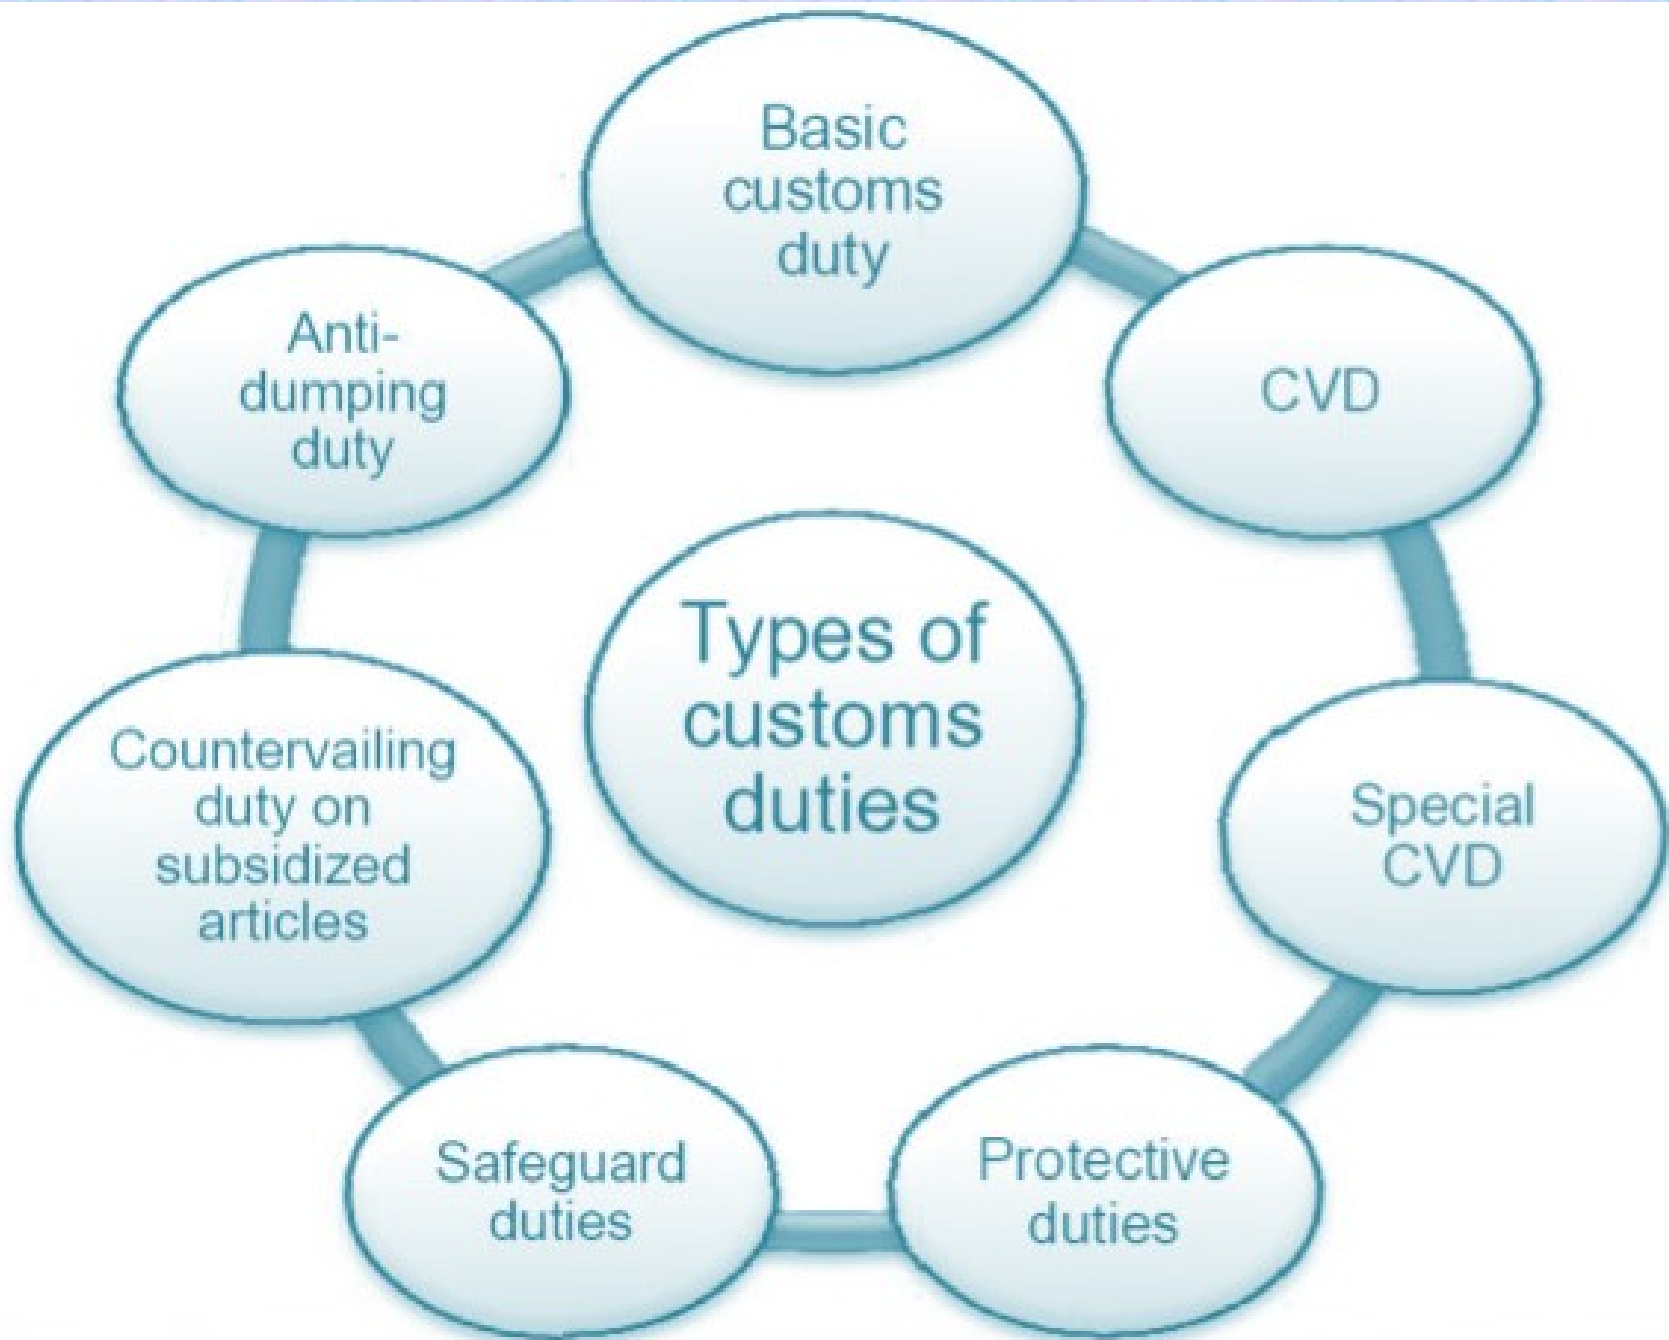 Basic
customs
duty
CVD
Special
CVD
Protective
duties
Safeguard
duties
Countervailing
duty on
subsidized
articles
Anti-
dumping
duty
Types of
customs
duties